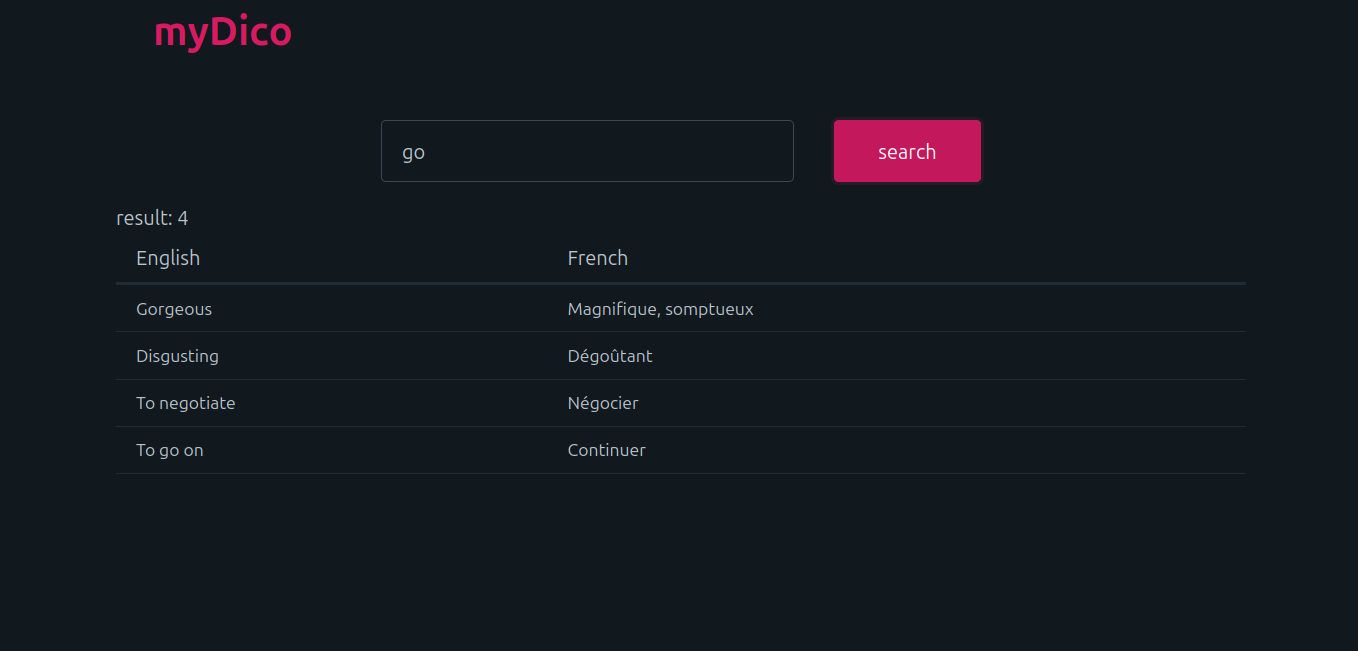 myDico
go
search
result: 4
English French
Gorgeous Magnifique, somptueux
Disgusting Dégoûtant
To negotiate Négocier
To go on Continuer